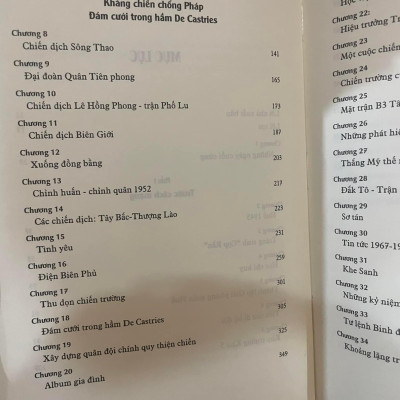 Kháng chiến chống Pháp
Đám cưới trong hầm De Castries
Chương 8
Chiến dịch Sông Thao 141
Chương 9
Đại đoàn Quân Tiên phong 165
Chương 10
Chiến dịch Lê Hồng Phong - trận Phố Lu 173
Chương 11
Chiến dịch Biên Giới 187
Chương 12
Xuống đồng bằng 203
Chương 13
Chỉnh huấn - chỉnh quân 1952 217
Chương 14
Các chiến dịch: Tây Bắc-Thượng Lào 225
Chương 15
Tình yêu 251
Chương 16
Điện Biên Phủ 259
Chương 17
Thu dọn chiến trường 301
Chương 18
Đám cưới trong hầm De Castries 305
Chương 19
Xây dựng quân đội chính quy thiện chiến 325
Chương 20
Album gia đình 349
Chương 22:
Hiệu trưởng
Chương 23
Một cuộc chiến
Chương 24
Chiến trường
Chương 25
Mặt trận B3
Chương 26
Những phát
Chương 27
Thắng Mỹ
Chương 28
Đắk Tô - Trận
Chương 29
Sơ tán
Chương 30
Tin tức 1967-
Chương 31
Khe Sanh
Chương 32
Những kỷ niệm
Chương 33
Tư lệnh Binh
Chương 34
Khoảng lặng